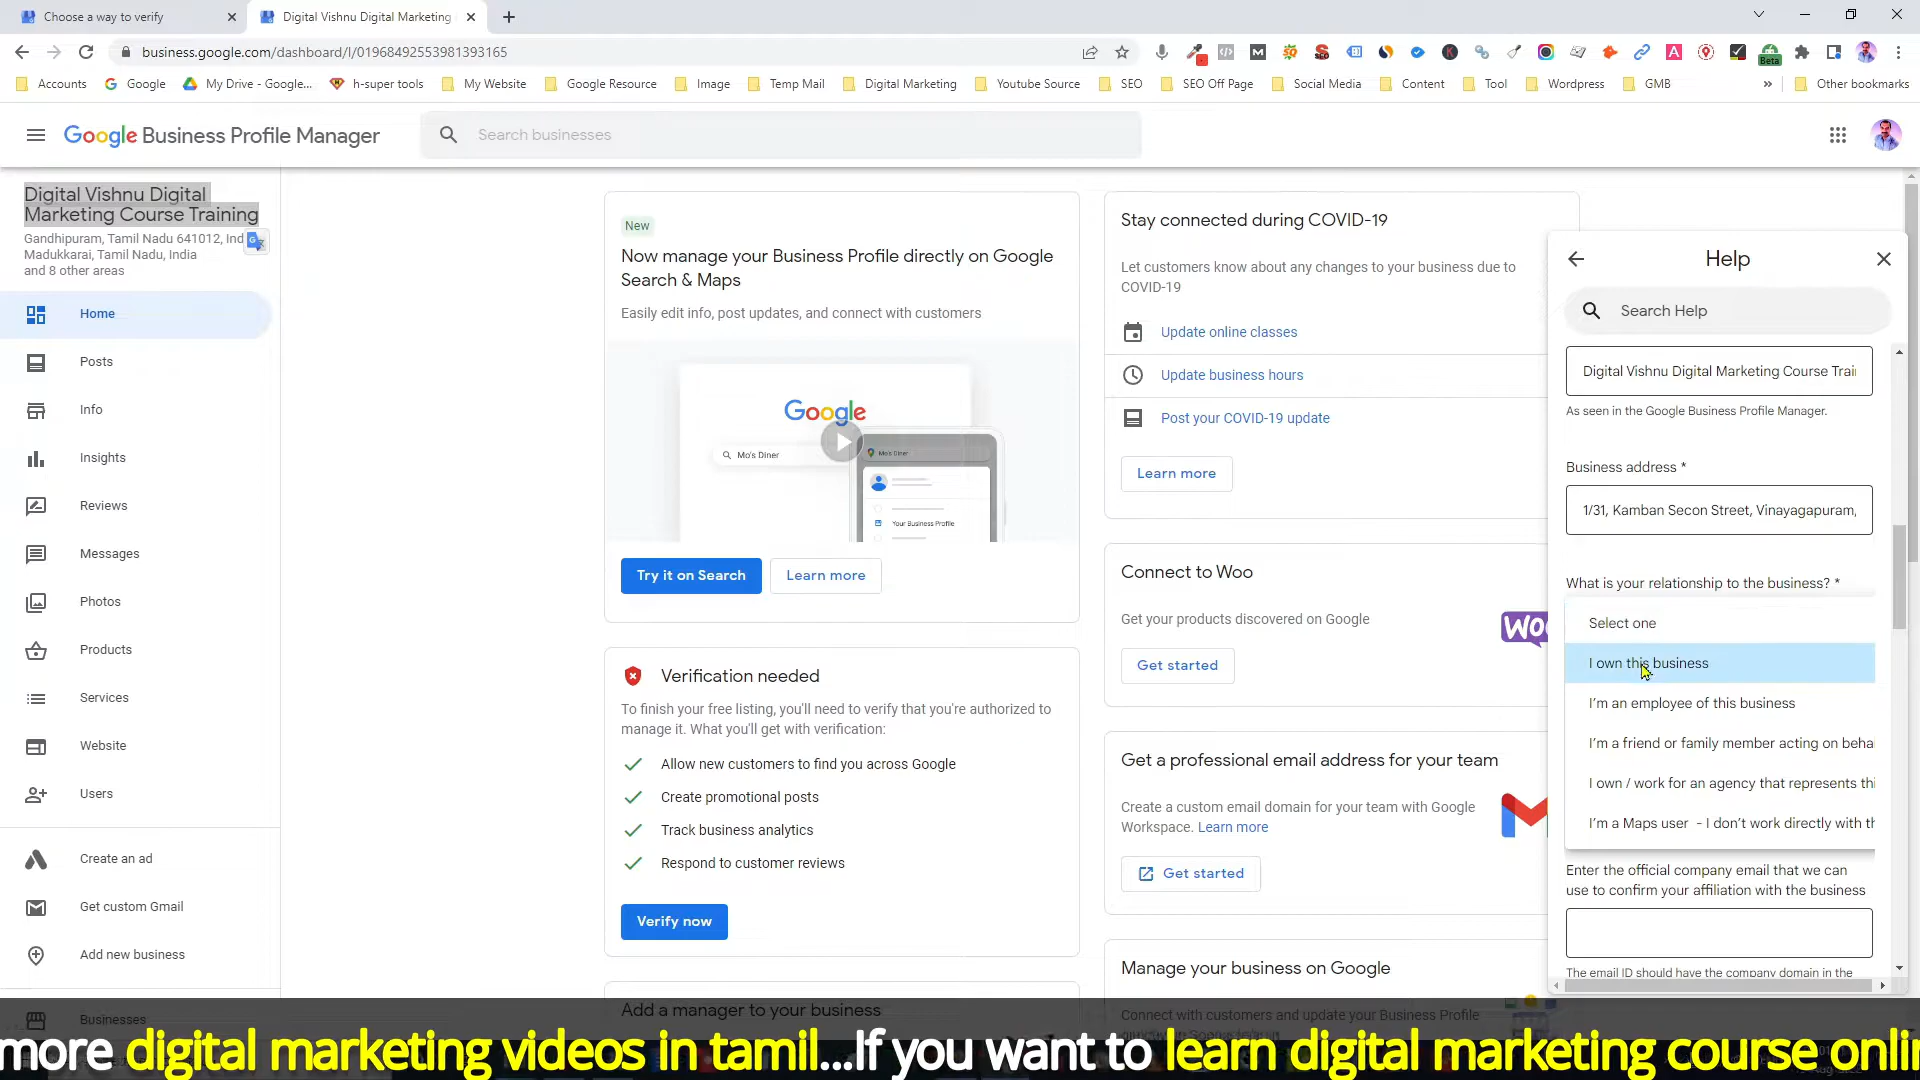 Choose a way to verify
Digital Vishnu Digital Marketing
business.google.com/dashboard/l/01968492553981393165
Beta
Accounts
Google
My Drive - Google...
h-super tools
My Website
Google Resource
Image
Temp Mail
Digital Marketing
Youtube Source
SEO
SEO Off Page
Social Media
Content
Tool
Wordpress
GMB
Other bookmarks
Google Business Profile Manager
Search businesses
Digital Vishnu Digital
Marketing Course Training
Gandhipuram, Tamil Nadu 641012, Ind
Madukkarai, Tamil Nadu, India
and 8 other areas
Home
Posts
Info
Insights
Reviews
Messages
Photos
Products
Services
Website
Users
Create an ad
Get custom Gmail
Add new business
Businesses
New
Now manage your Business Profile directly on Google
Search & Maps
Easily edit info, post updates, and connect with customers
Google
Mo's Diner
Mo's Diner
Your Business Profile
Try it on Search
Learn more
Verification needed
To finish your free listing, you'll need to verify that you're authorized to
manage it. What you'll get with verification:
Allow new customers to find you across Google
Create promotional posts
Track business analytics
Respond to customer reviews
Verify now
Add a manager to your business
Stay connected during COVID-19
Let customers know about any changes to your business due to
COVID-19
Update online classes
Update business hours
Post your COVID-19 update
Learn more
Connect to Woo
Get your products discovered on Google
WOO
Get started
Get a professional email address for your team
Create a custom email domain for your team with Google
Workspace. Learn more
Get started
Manage your business on Google
Connect with customers and update your Business Profile
Help
Search Help
Digital Vishnu Digital Marketing Course Trai
As seen in the Google Business Profile Manager.
Business address *
1/31, Kamban Secon Street, Vinayagapuram,
What is your relationship to the business? *
Select one
I own this business
I'm an employee of this business
I'm a friend or family member acting on beha
I own / work for an agency that represents thi
I'm a Maps user - I don't work directly with th
Enter the official company email that we can
use to confirm your affiliation with the business
The email ID should have the company domain in the
more digital marketing videos in tamil...If you want to learn digital marketing course onlin